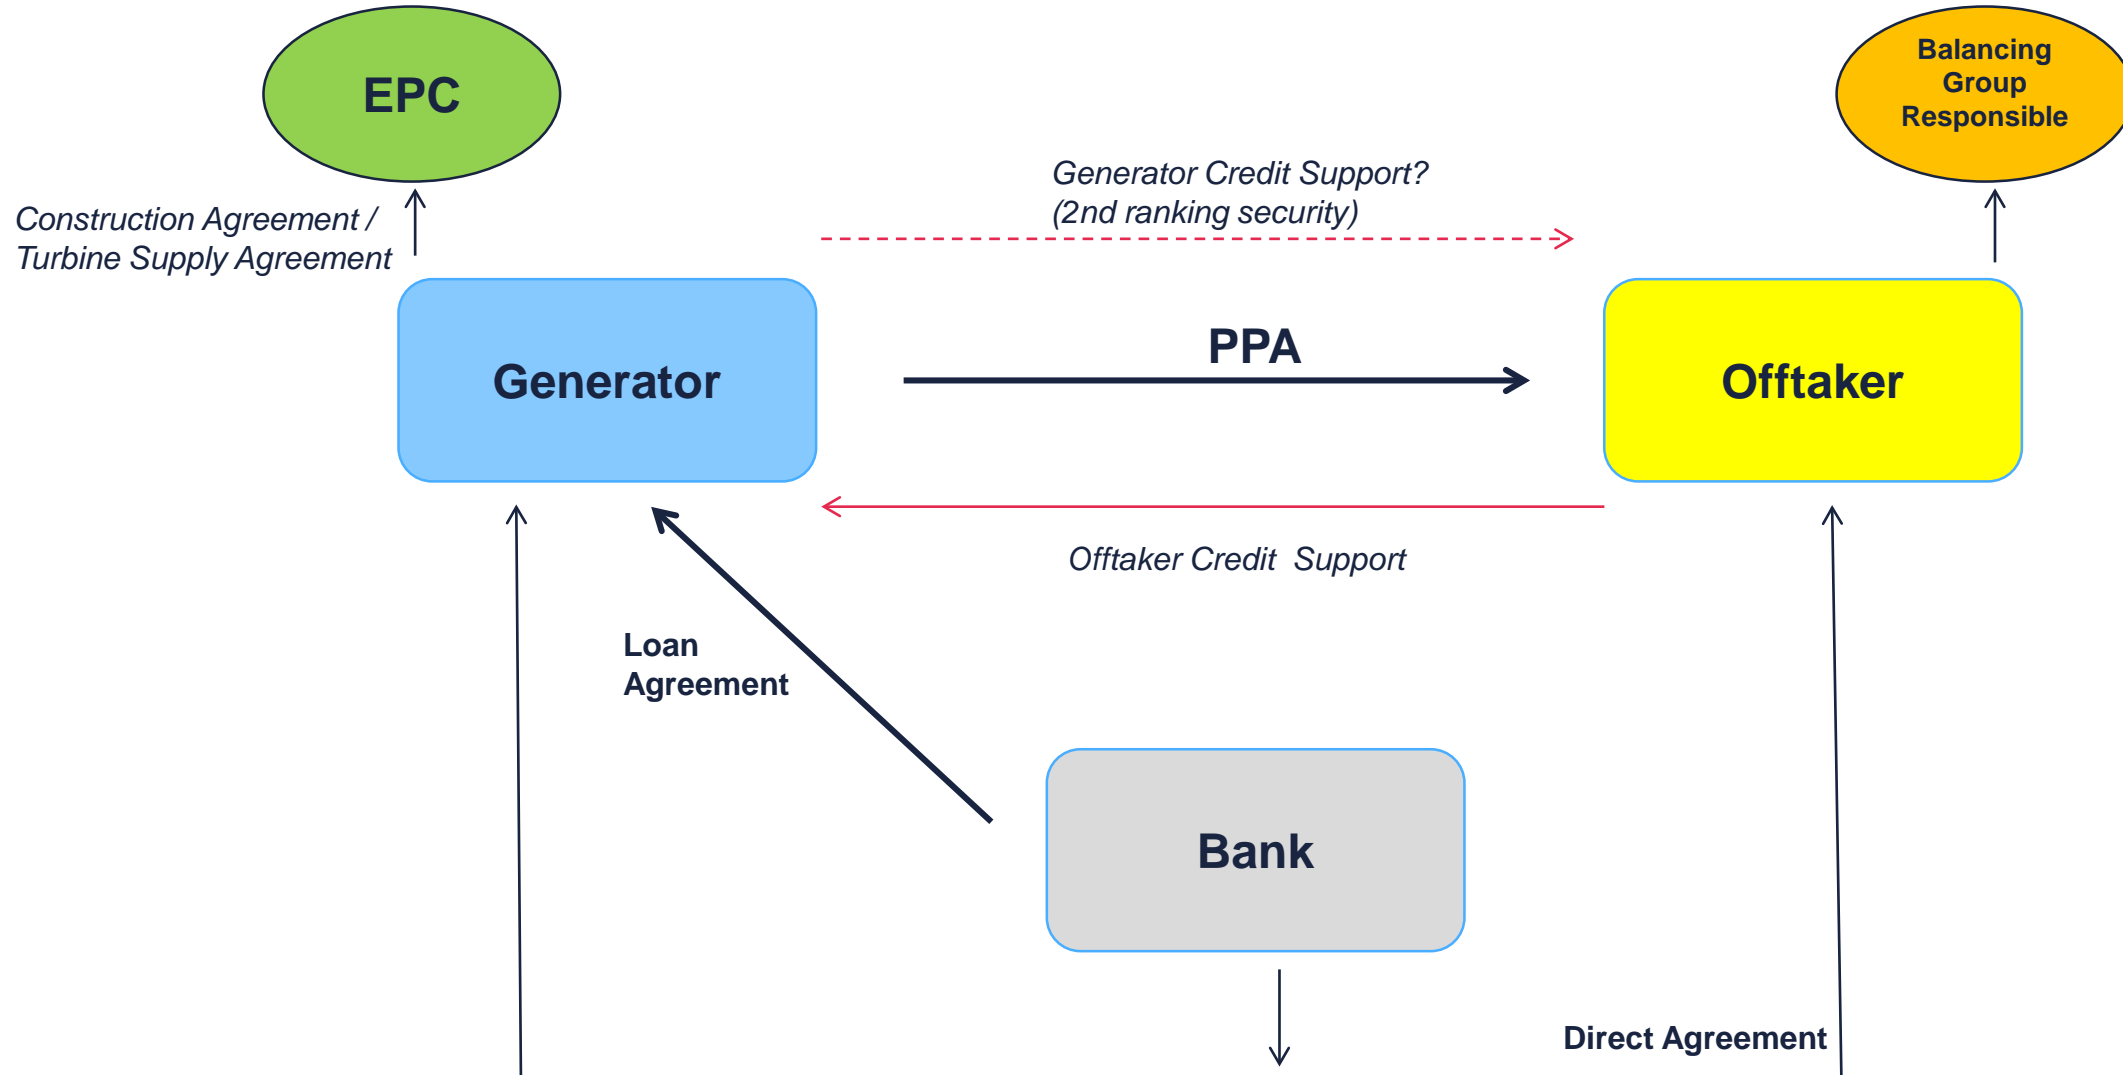 EPC
Balancing
Group
Responsible
Generator Credit Support?
(2nd ranking security)
Construction Agreement /
Turbine Supply Agreement
PPA
Generator
Offtaker
Offtaker Credit  Support
Loan
Agreement
Bank
Direct Agreement